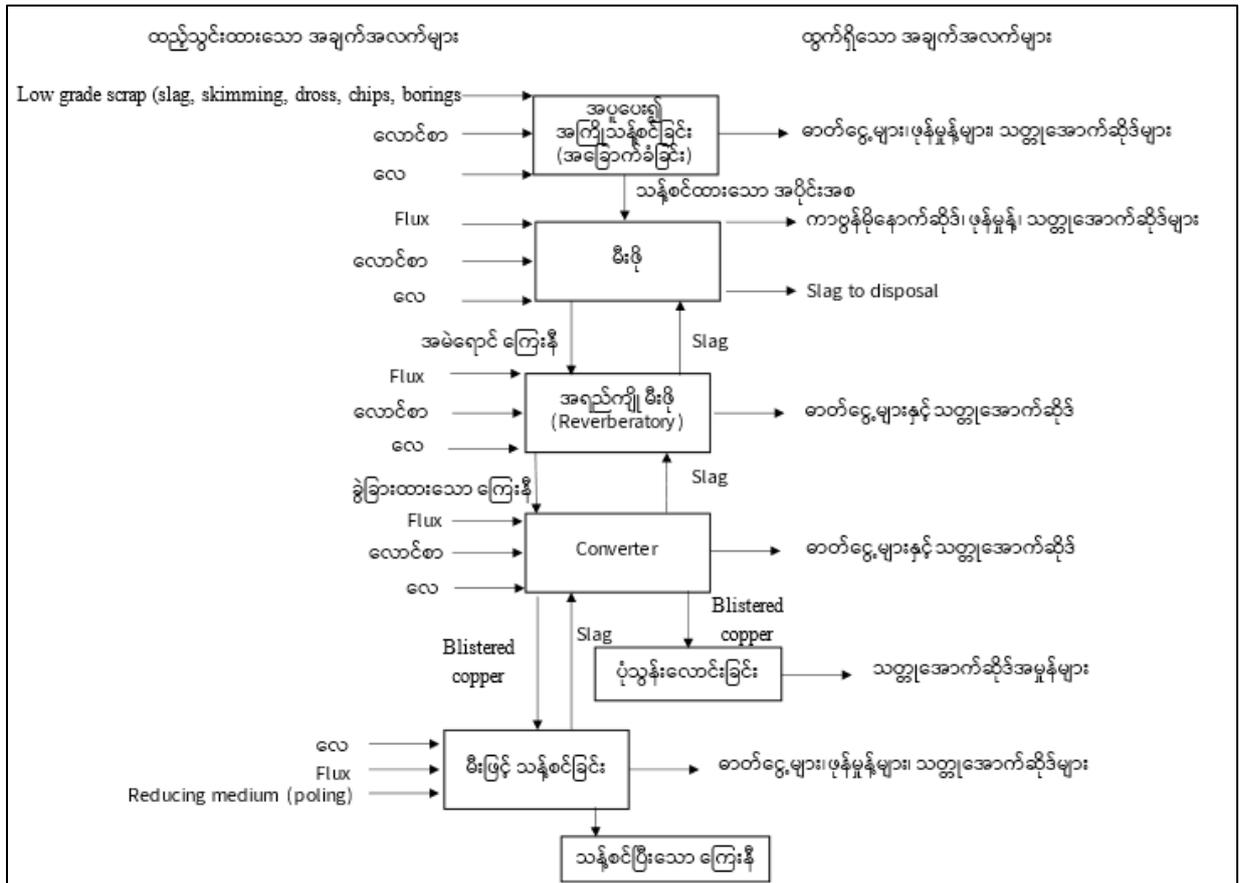 ထည့်သွင်းထားသော အချက်အလက်များ
ထွက်ရှိသော အချက်အလက်များ
Low grade scrap (slag, skimming, dross, chips, borings
အပူပေး၍
အကြိုသန့်စင်ခြင်း
(အခြောက်ခံခြင်း)
လောင်စာ
လေ
ဓာတ်ငွေ့များ၊ဖုန်မှုန့်များ၊ သတ္တုအောက်ဆိုဒ်များ
သန့်စင်ထားသော အပိုင်းအစ
Flux
လောင်စာ
လေ
မီးဖို
ကာဗွန်မိုနောက်ဆိုဒ်၊ ဖုန်မှုန့်၊ သတ္တုအောက်ဆိုဒ်များ
Slag to disposal
အမဲရောင် ကြေးနီ
Slag
Flux
လောင်စာ
လေ
အရည်ကျို မီးဖို
(Reverberatory)
ဓာတ်ငွေ့များနှင့်သတ္တုအောက်ဆိုဒ်
ခွဲခြားထားသော ကြေးနီ
Slag
Flux
လောင်စာ
လေ
Converter
ဓာတ်ငွေ့များနှင့်သတ္တုအောက်ဆိုဒ်
Blistered
copper
Slag
Blistered
copper
ပုံသွန်းလောင်းခြင်း
သတ္တုအောက်ဆိုဒ်အမှုန်များ
လေ
Flux
Reducing medium (poling)
မီးဖြင့် သန့်စင်ခြင်း
ဓာတ်ငွေ့များ၊ဖုန်မှုန့်များ၊ သတ္တုအောက်ဆိုဒ်များ
သန့်စင်ပြီးသော ကြေးနီ